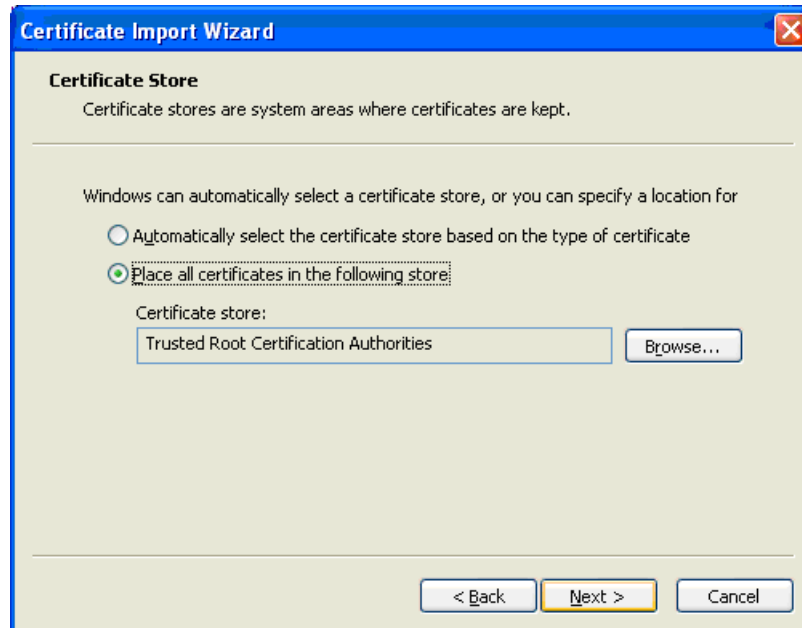 Certificate Import Wizard
Certificate Store
Certificate stores are system areas where certificates are kept.
Windows can automatically select a certificate store, or you can specify a location for
Automatically select the certificate store based on the type of certificate
Place all certificates in the following store
Certificate store:
Trusted Root Certification Authorities
Browse...
< Back
Next >
Cancel